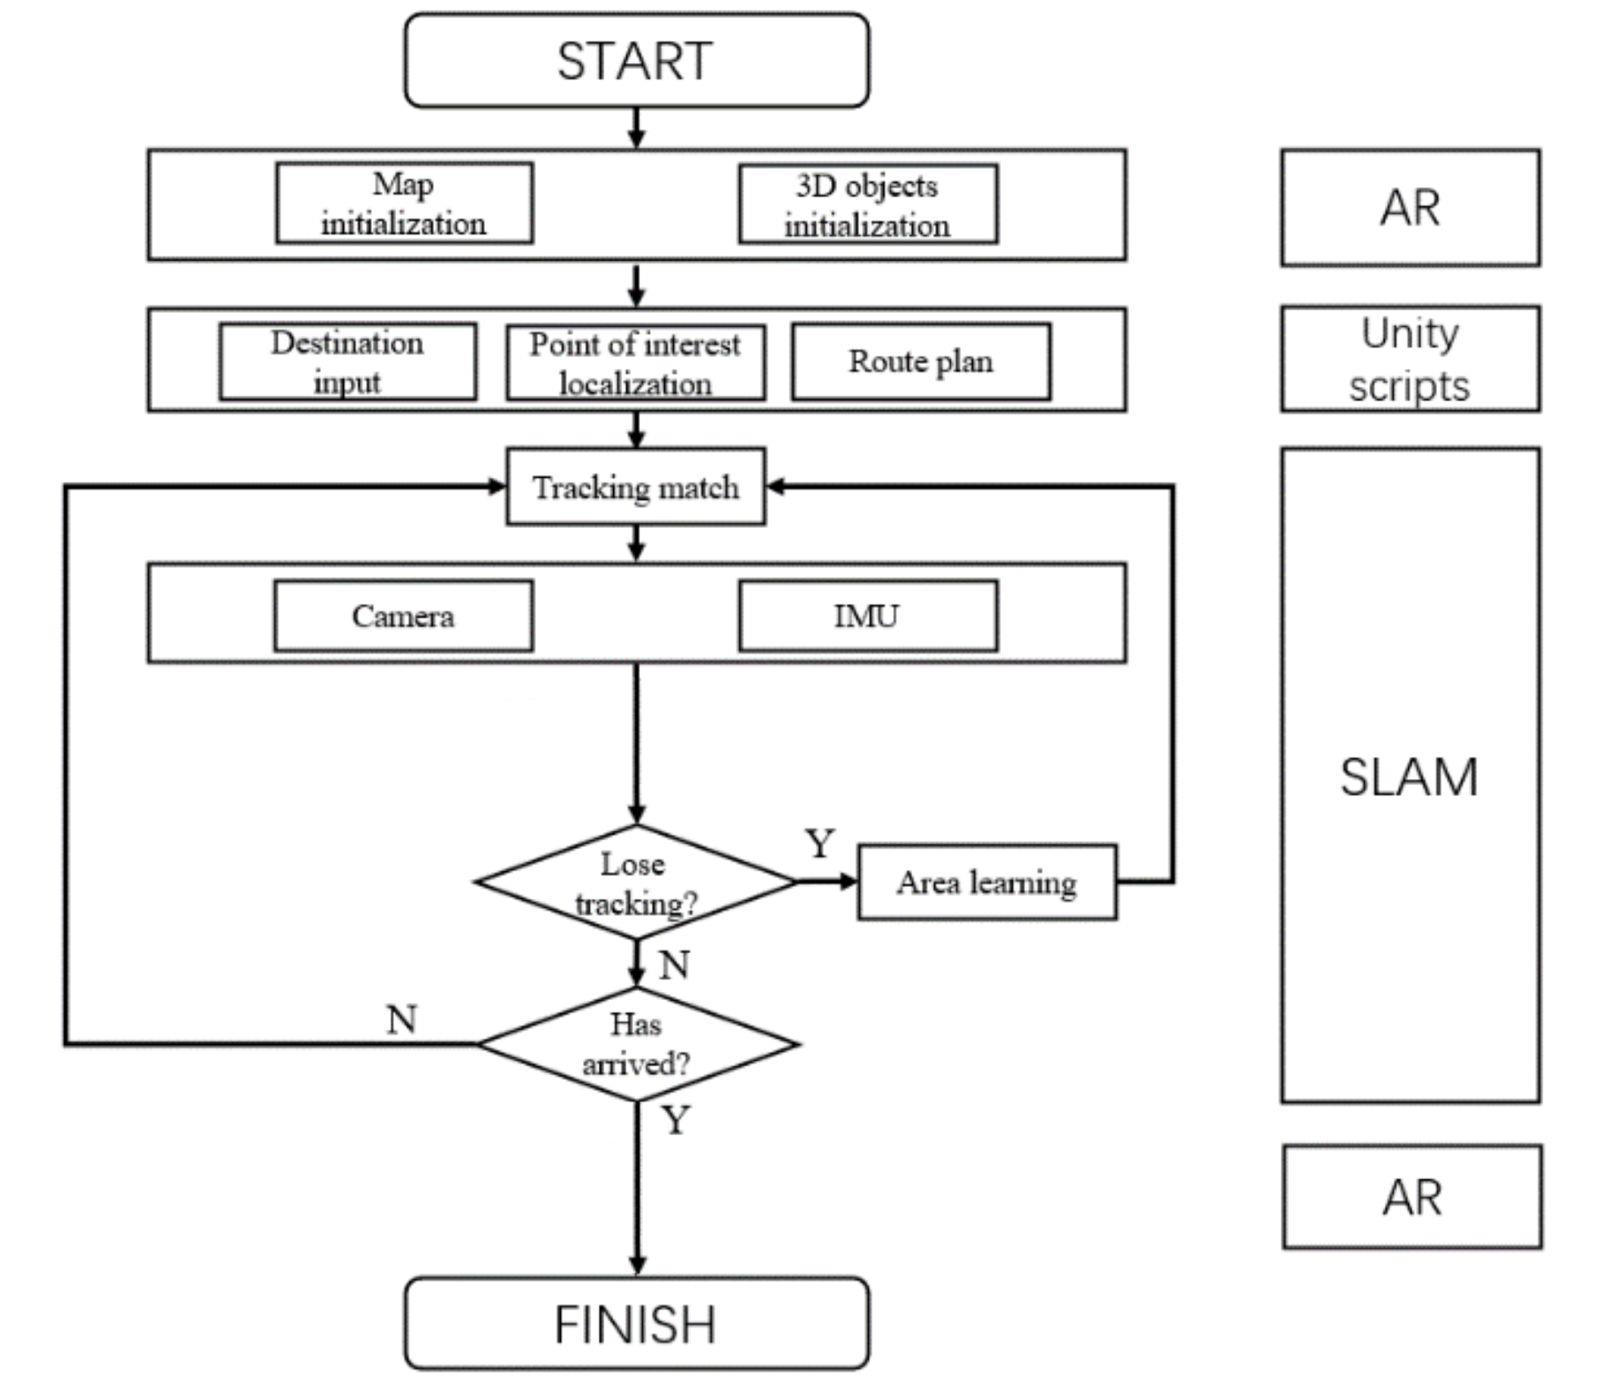 START
Map
initialization
3D objects
initialization
AR
Destination
input
Point of interest
localization
Route plan
Unity
scripts
Tracking match
Camera
IMU
SLAM
Lose
tracking?
Y
Area learning
N
Has
arrived?
N
Y
AR
FINISH